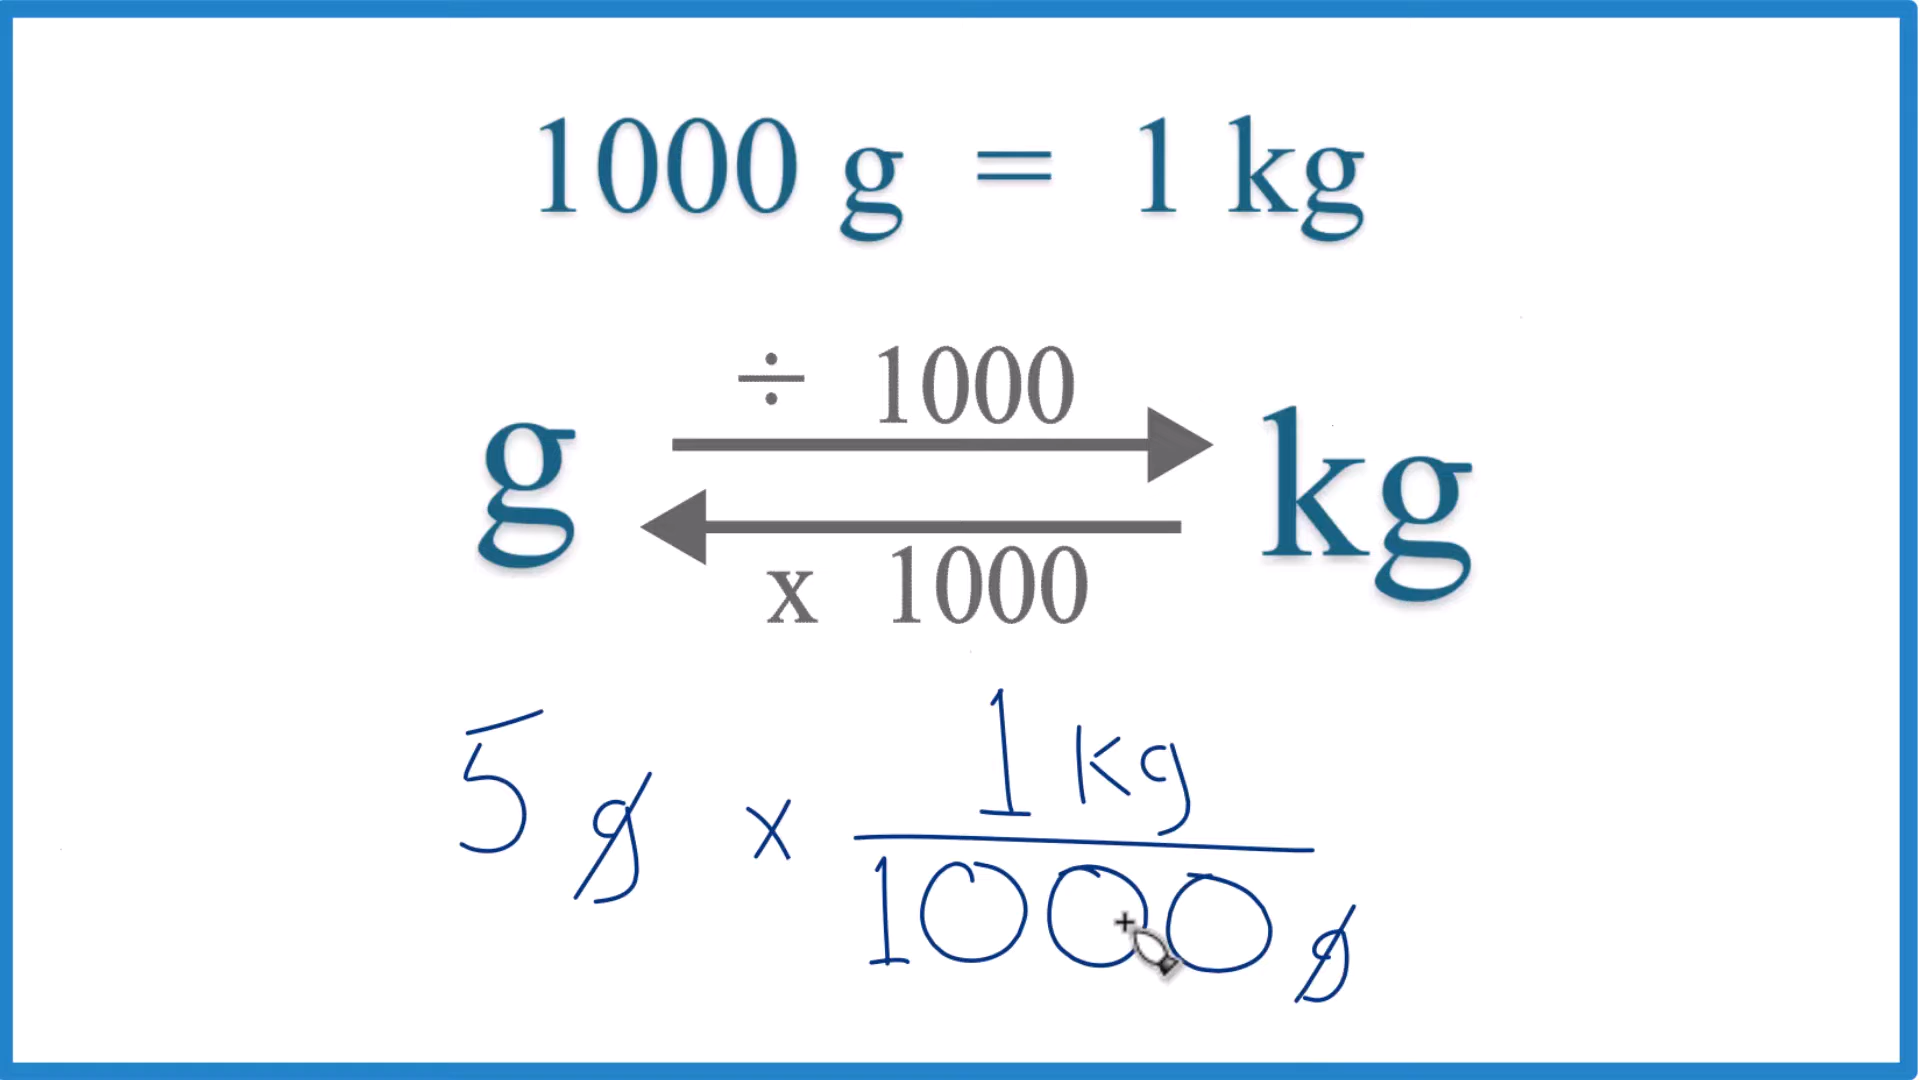 1000 g = 1 kg
÷ 1000
g kg
x 1000
1 kg
5 g x
1000 g